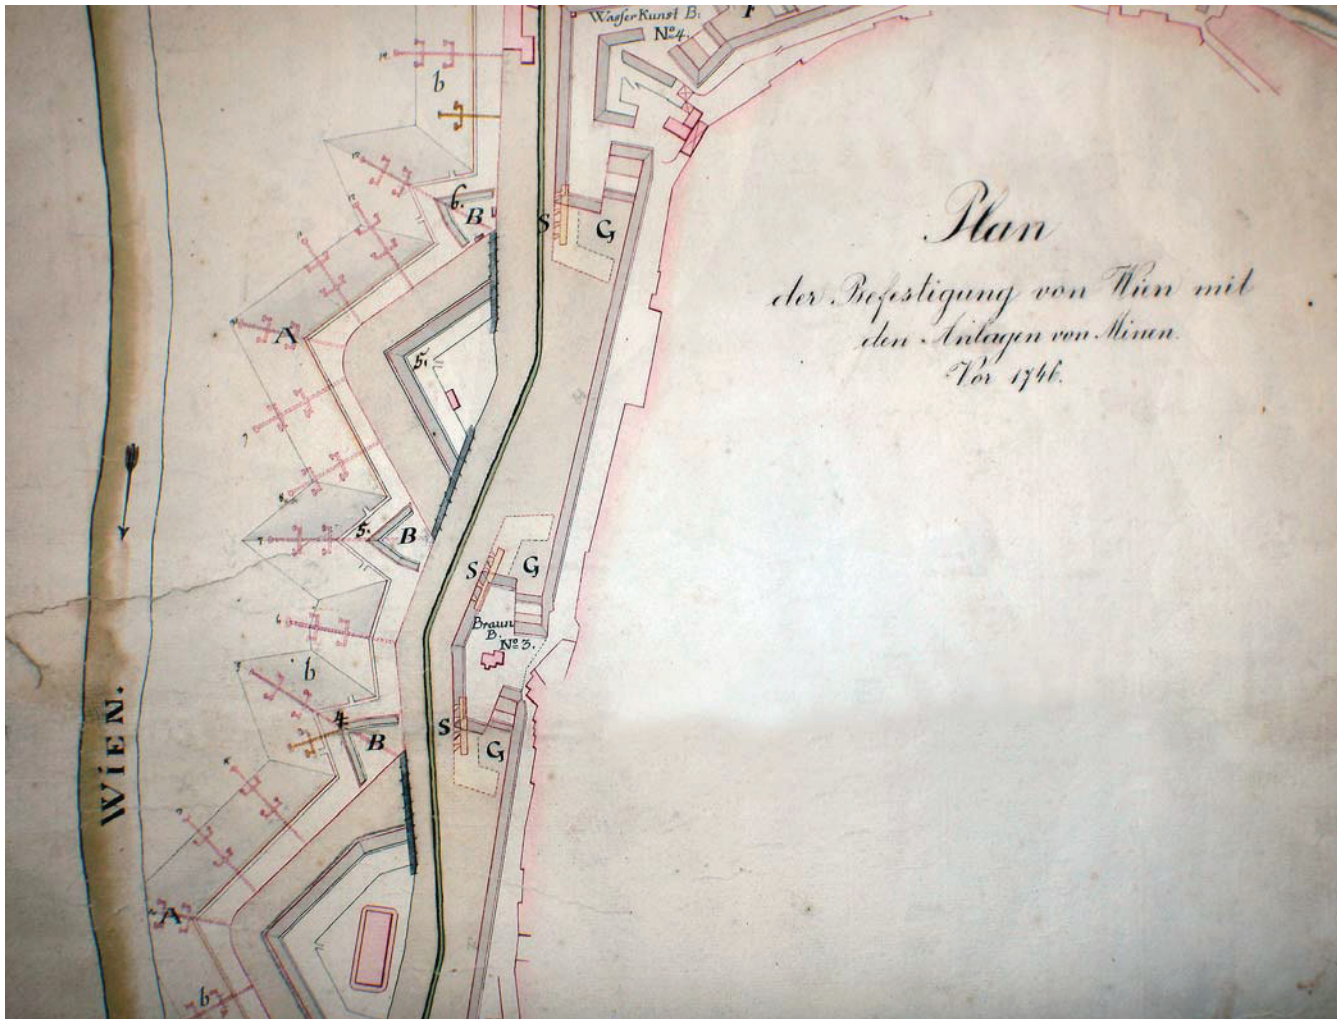 Wasser Kunst B:
No 4.
b
6.
B
S
G
A
5.
5.
B
S
G
Braun
B.
No 3.
b
4
B
S
G
WIEN.
A
b
Plan
der Befestigung von Wien mit
den Anlagen von Minen.
Vor 1746.